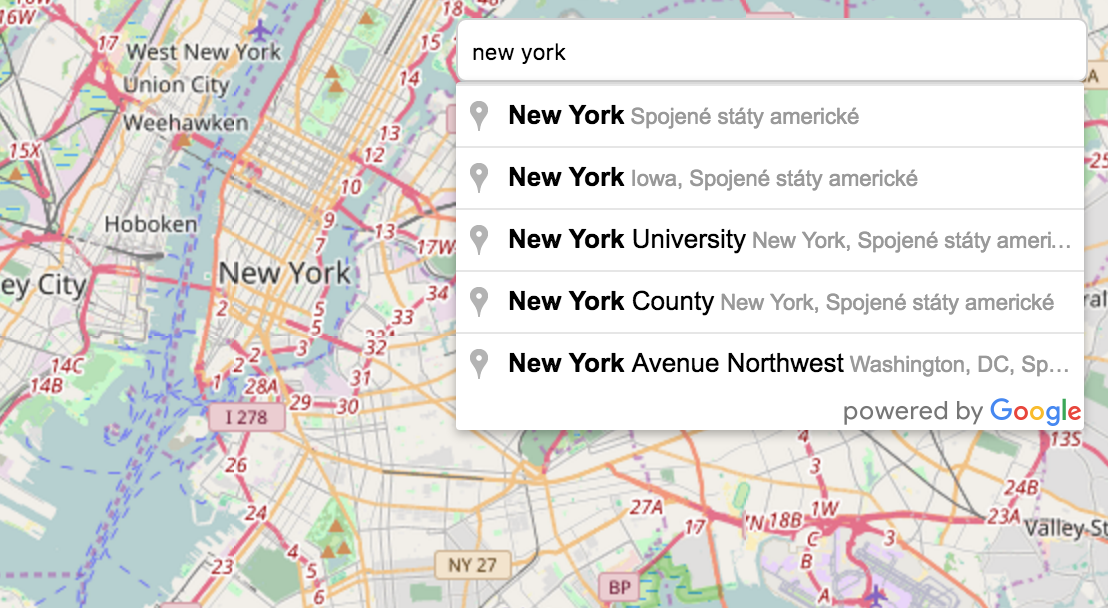 new york
New York Spojené státy americké
New York Iowa, Spojené státy americké
New York University New York, Spojené státy ameri...
New York County New York, Spojené státy americké
New York Avenue Northwest Washington, DC, Sp...
powered by Google
16W
18
17
West New York
15
Union City
14
Weehawken
13
15X
12
10
Hoboken
9
13
7
17W
New York
ey City
34
2
5
5
33
2
3
32
2
14C
31
14B
1
28A
29
30
I 278
13S
4
26
3
24B
27A
1W
24
17
18B
23A
Valley St
C
3
4
B
23
5
NY 27
6
BP
A